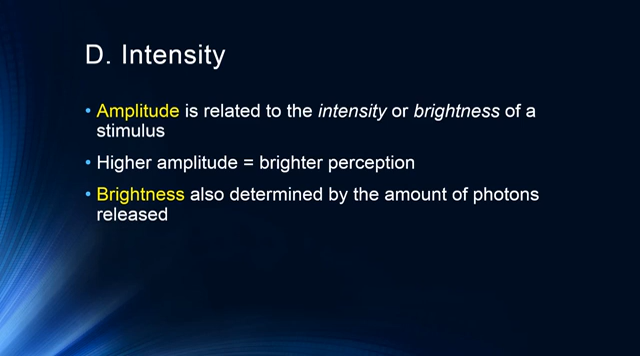 D. Intensity
• Amplitude is related to the intensity or brightness of a
stimulus
• Higher amplitude = brighter perception
• Brightness also determined by the amount of photons
released